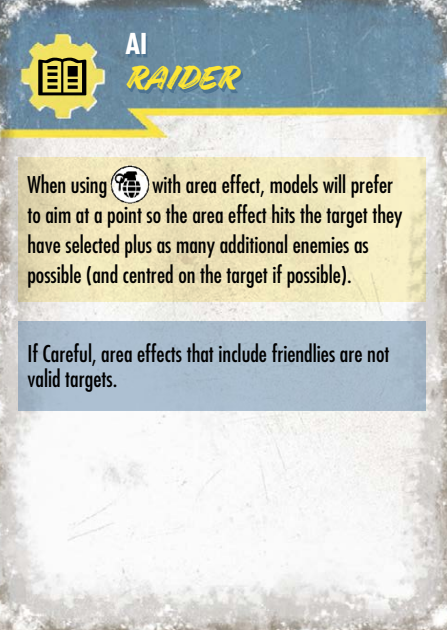 AI
RAIDER
When using with area effect, models will prefer
to aim at a point so the area effect hits the target they
have selected plus as many additional enemies as
possible (and centred on the target if possible).
If Careful, area effects that include friendlies are not
valid targets.